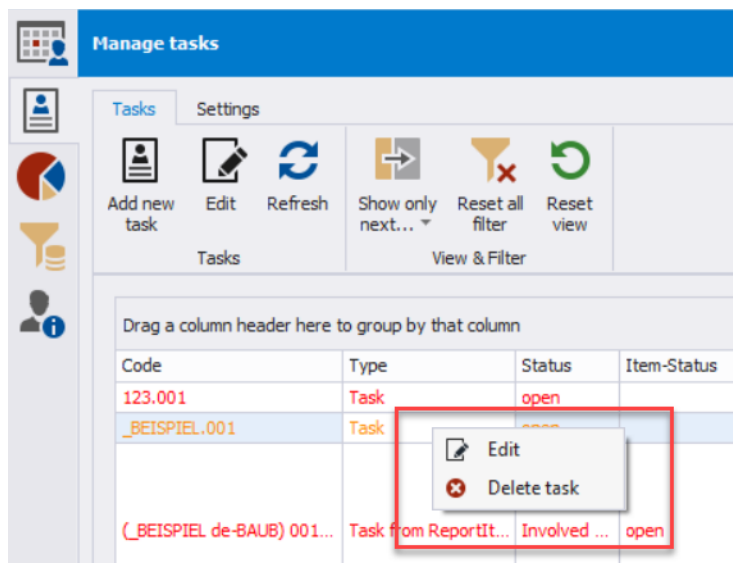 Manage tasks
Tasks Settings
Add new task Edit Refresh Show only next... Reset all filter Reset view
Tasks View & Filter
Drag a column header here to group by that column
Code Type Status Item-Status
123.001 Task open
_BEISPIEL.001 Task open
Edit
Delete task
(_BEISPIEL de-BAUB) 001... Task from ReportIt... Involved ... open